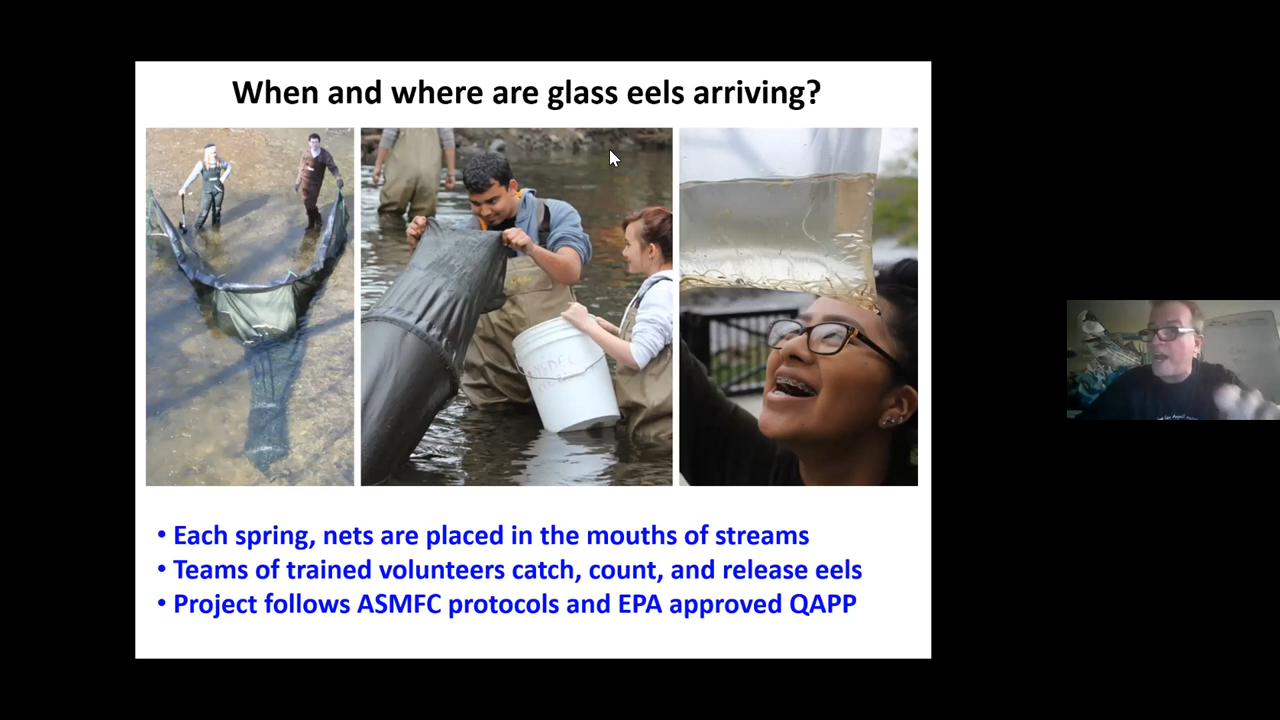 When and where are glass eels arriving?
• Each spring, nets are placed in the mouths of streams
• Teams of trained volunteers catch, count, and release eels
• Project follows ASMFC protocols and EPA approved QAPP